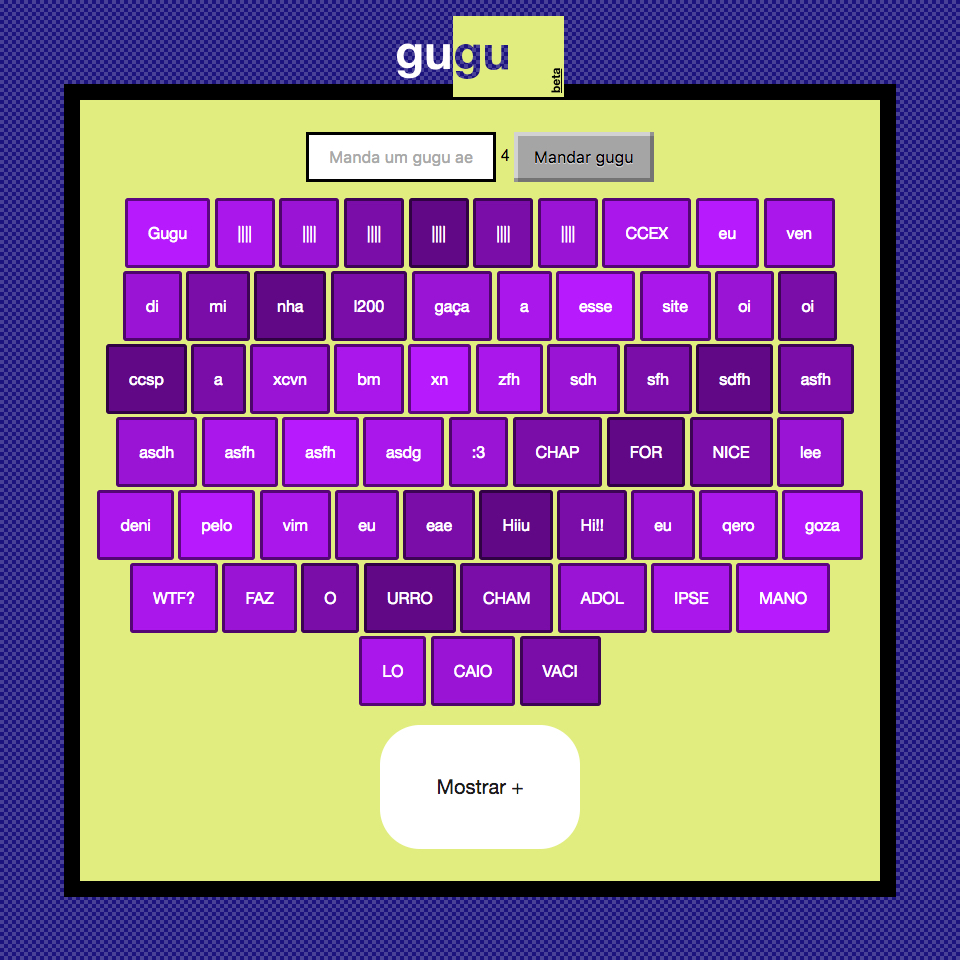 gugu
beta
Manda um gugu ae 4 Mandar gugu
Gugu |||| |||| |||| |||| |||| |||| CCEX eu ven
di mi nha l200 gaça a esse site oi oi
ccsp a xcvn bm xn zfh sdh sfh sdfh asfh
asdh asfh asfh asdg :3 CHAP FOR NICE lee
deni pelo vim eu eae Hiiu Hi!! eu qero goza
WTF? FAZ O URRO CHAM ADOL IPSE MANO
LO CAIO VACI
Mostrar +